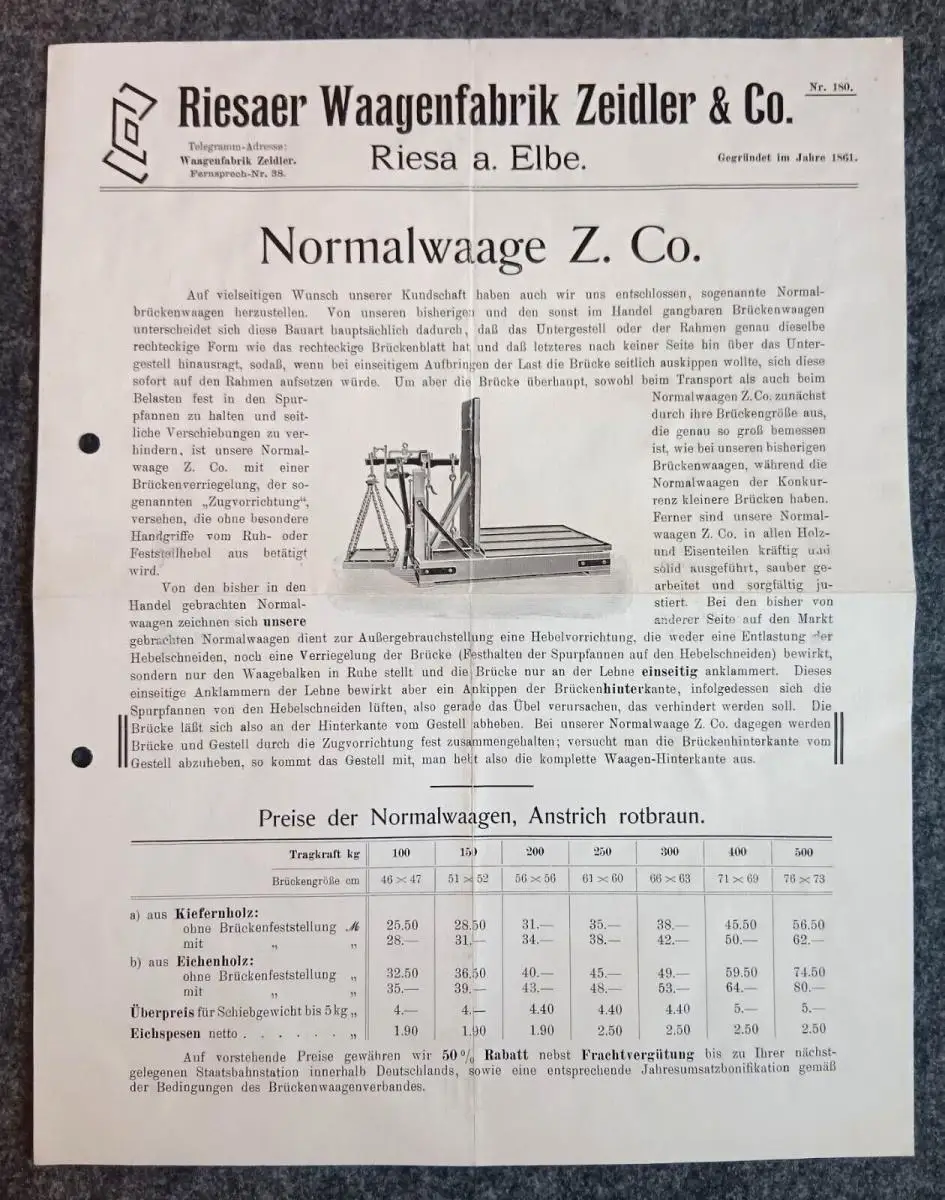 Riesaer Waagenfabrik Zeidler & Co.
Nr. 180.
Telegramm-Adresse:
Waagenfabrik Zeidler.
Fernsprech-Nr. 38.
Riesa a. Elbe.
Gegründet im Jahre 1861.
Normalwaage Z. Co.
Auf vielseitigen Wunsch unserer Kundschaft haben auch wir uns entschlossen, sogenannte Normal-
brückenwaagen herzustellen. Von unseren bisherigen und den sonst im Handel gangbaren Brückenwaagen
unterscheidet sich diese Bauart hauptsächlich dadurch, daß das Untergestell oder der Rahmen genau dieselbe
rechteckige Form wie das rechteckige Brückenblatt hat und daß letzteres nach keiner Seite hin über das Unter-
gestell hinausragt, sodaß, wenn bei einseitigem Aufbringen der Last die Brücke seitlich auskippen wollte, sich diese
sofort auf den Rahmen aufsetzen würde. Um aber die Brücke überhaupt, sowohl beim Transport als auch beim
Belasten fest in den Spur-
pfannen zu halten und seit-
liche Verschiebungen zu ver-
hindern, ist unsere Normal-
waage Z. Co. mit einer
Brückenverriegelung, der so-
genannten „Zugvorrichtung“,
versehen, die ohne besondere
Handgriffe vom Ruh- oder
Feststellhebel aus betätigt
wird.
Von den bisher in den
Handel gebrachten Normal-
waagen zeichnen sich unsere
Normalwaagen Z. Co. zunächst
durch ihre Brückengröße aus,
die genau so groß bemessen
ist, wie bei unseren bisherigen
Brückenwaagen, während die
Normalwaagen der Konkur-
renz kleinere Brücken haben.
Ferner sind unsere Normal-
waagen Z. Co. in allen Holz-
und Eisenteilen kräftig und
solid ausgeführt, sauber ge-
arbeitet und sorgfältig ju-
stiert. Bei den bisher von
anderer Seite auf den Markt
gebrachten Normalwaagen dient zur Außergebrauchstellung eine Hebelvorrichtung, die weder eine Entlastung der
Hebelschneiden, noch eine Verriegelung der Brücke (Festhalten der Spurpfannen auf den Hebelschneiden) bewirkt,
sondern nur den Waagebalken in Ruhe stellt und die Brücke nur an der Lehne einseitig anklammert. Dieses
einseitige Anklammern der Lehne bewirkt aber ein Ankippen der Brückenhinterkante, infolgedessen sich die
Spurpfannen von den Hebelschneiden lüften, also gerade das Übel verursachen, das verhindert werden soll. Die
Brücke läßt sich also an der Hinterkante vom Gestell abheben. Bei unserer Normalwaage Z. Co. dagegen werden
Brücke und Gestell durch die Zugvorrichtung fest zusammengehalten; versucht man die Brückenhinterkante vom
Gestell abzuheben, so kommt das Gestell mit, man hebt also die komplette Waagen-Hinterkante aus.
Preise der Normalwaagen, Anstrich rotbraun.
Tragkraft kg 100 150 200 250 300 400 500
Brückengröße cm 46×47 51×52 56×56 61×60 66×63 71×69 76×73
a) aus Kiefernholz:
ohne Brückenfeststellung ℳ 25.50 28.50 31.— 35.— 38.— 45.50 56.50
mit „ „ 28.— 31.— 34.— 38.— 42.— 50.— 62.—
b) aus Eichenholz:
ohne Brückenfeststellung „ 32.50 36.50 40.— 45.— 49.— 59.50 74.50
mit „ „ 35.— 39.— 43.— 48.— 53.— 64.— 80.—
Überpreis für Schiebgewicht bis 5 kg „ 4.— 4.— 4.40 4.40 4.40 5.— 5.—
Eichspesen netto . . . . . . „ 1.90 1.90 1.90 2.50 2.50 2.50 2.50
Auf vorstehende Preise gewähren wir 50% Rabatt nebst Frachtvergütung bis zu Ihrer nächst-
gelegenen Staatsbahnstation innerhalb Deutschlands, sowie eine entsprechende Jahresumsatzbonifikation gemäß
der Bedingungen des Brückenwaagenverbandes.